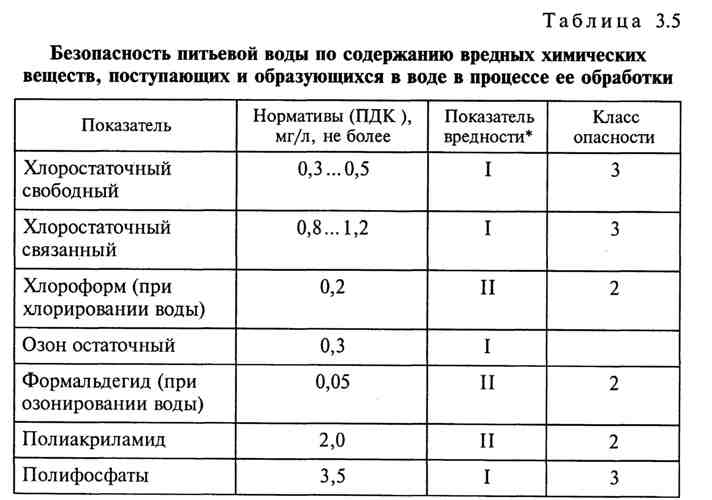 Таблица 3.5
Безопасность питьевой воды по содержанию вредных химических
веществ, поступающих и образующихся в воде в процессе ее обработки
Показатель Нормативы (ПДК ), мг/л, не более Показатель вредности* Класс опасности
Хлоростаточный
свободный 0,3...0,5 I 3
Хлоростаточный
связанный 0,8...1,2 I 3
Хлороформ (при
хлорировании воды) 0,2 II 2
Озон остаточный 0,3 I
Формальдегид (при
озонировании воды) 0,05 II 2
Полиакриламид 2,0 II 2
Полифосфаты 3,5 I 3